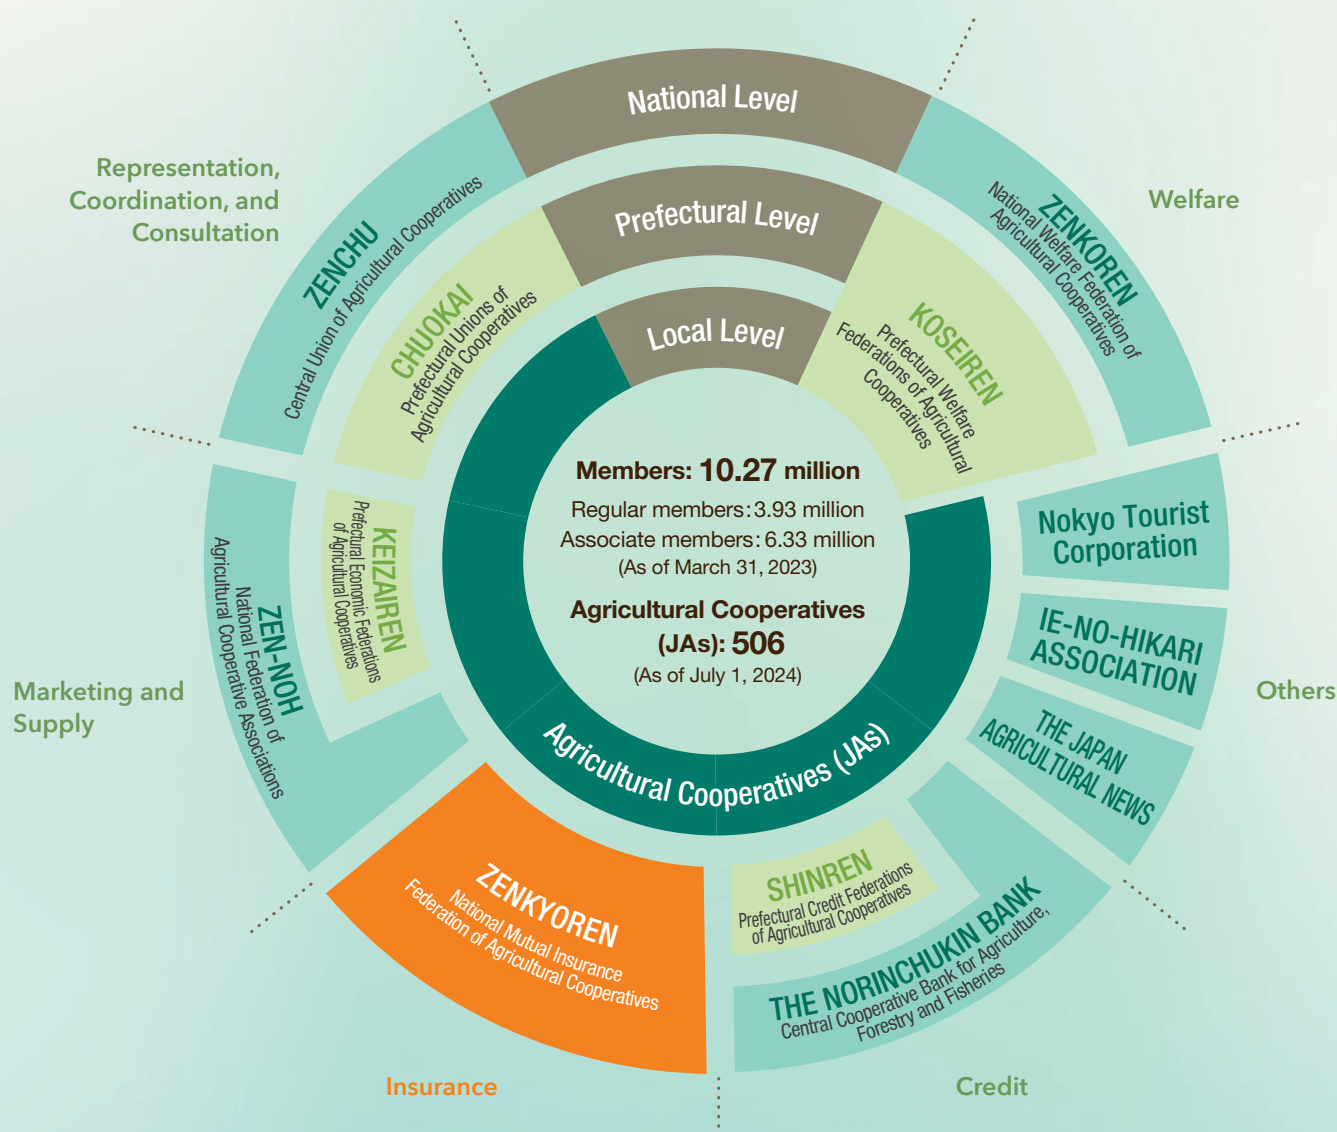 National Level
Prefectural Level
Local Level
Representation,
Coordination, and
Consultation
ZENCHU
Central Union of Agricultural Cooperatives
CHUOKAI
Prefectural Unions of
Agricultural Cooperatives
Welfare
ZENKOREN
National Welfare Federation of
Agricultural Cooperatives
KOSEIREN
Prefectural Welfare
Federations of Agricultural
Cooperatives
Members: 10.27 million
Regular members: 3.93 million
Associate members: 6.33 million
(As of March 31, 2023)
Agricultural Cooperatives
(JAs): 506
(As of July 1, 2024)
Agricultural Cooperatives (JAs)
Marketing and
Supply
ZEN-NOH
National Federation of
Agricultural Cooperative Associations
KEIZAIREN
Prefectural Economic Federations
of Agricultural Cooperatives
Others
Nokyo Tourist
Corporation
IE-NO-HIKARI
ASSOCIATION
THE JAPAN
AGRICULTURAL NEWS
ZENKYOREN
National Mutual Insurance
Federation of Agricultural Cooperatives
Insurance
SHINREN
Prefectural Credit Federations
of Agricultural Cooperatives
THE NORINCHUKIN BANK
Central Cooperative Bank for Agriculture,
Forestry and Fisheries
Credit